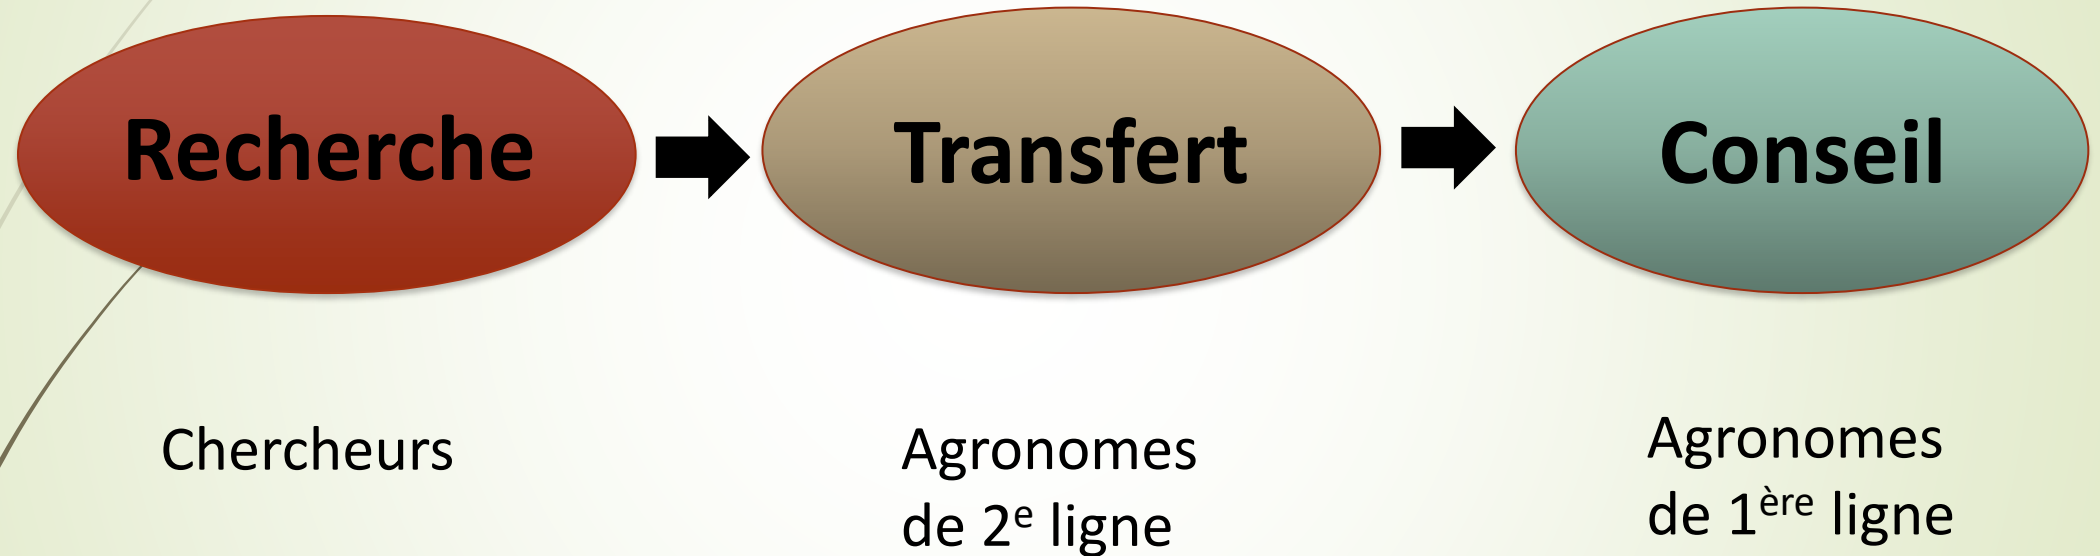 Recherche
Transfert
Conseil
Chercheurs
Agronomes
de 2e ligne
Agronomes
de 1ère ligne